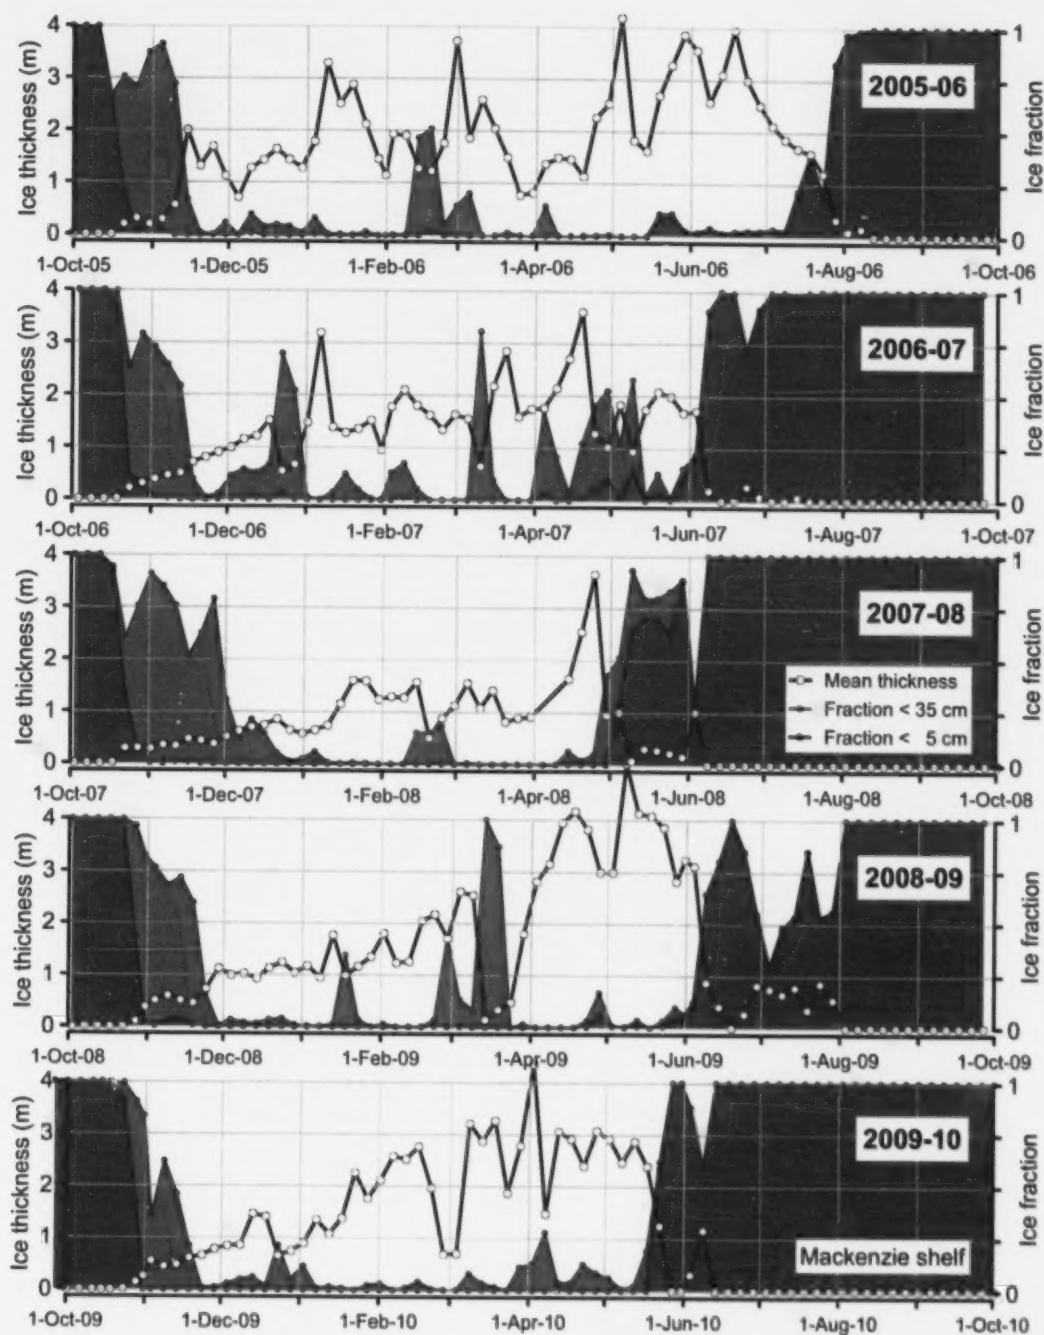 4
3
2
1
0
Ice thickness (m)
1
0
Ice fraction
2005-06
1-Oct-05 1-Dec-05 1-Feb-06 1-Apr-06 1-Jun-06 1-Aug-06 1-Oct-06
4
3
2
1
0
Ice thickness (m)
1
0
Ice fraction
2006-07
1-Oct-06 1-Dec-06 1-Feb-07 1-Apr-07 1-Jun-07 1-Aug-07 1-Oct-07
4
3
2
1
0
Ice thickness (m)
1
0
Ice fraction
2007-08
Mean thickness
Fraction < 35 cm
Fraction < 5 cm
1-Oct-07 1-Dec-07 1-Feb-08 1-Apr-08 1-Jun-08 1-Aug-08 1-Oct-08
4
3
2
1
0
Ice thickness (m)
1
0
Ice fraction
2008-09
1-Oct-08 1-Dec-08 1-Feb-09 1-Apr-09 1-Jun-09 1-Aug-09 1-Oct-09
4
3
2
1
0
Ice thickness (m)
1
0
Ice fraction
2009-10
Mackenzie shelf
1-Oct-09 1-Dec-09 1-Feb-10 1-Apr-10 1-Jun-10 1-Aug-10 1-Oct-10